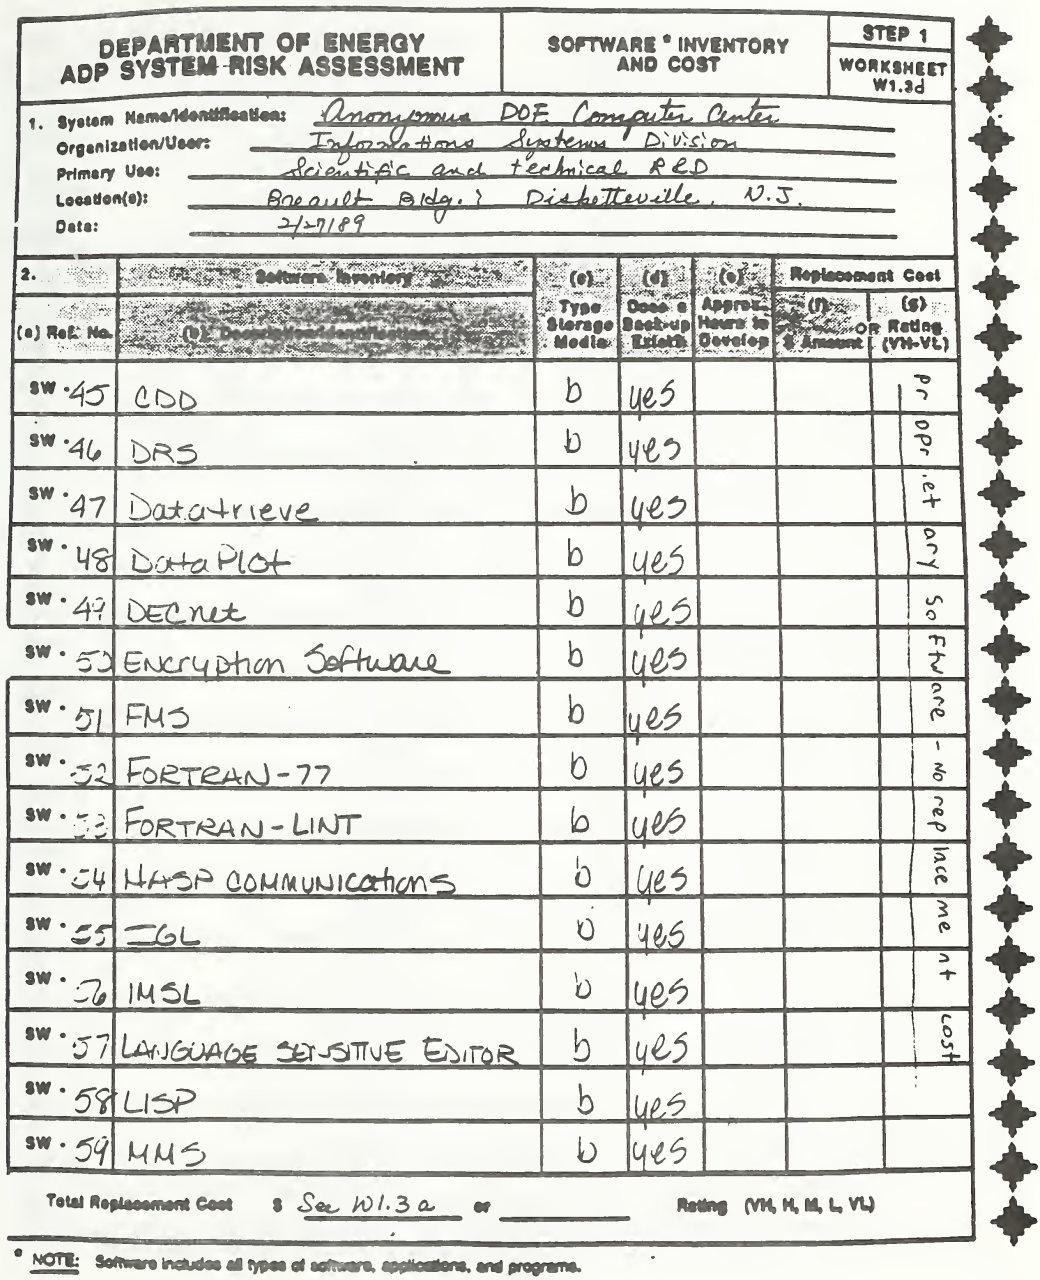 DEPARTMENT OF ENERGY
ADP SYSTEM RISK ASSESSMENT
SOFTWARE * INVENTORY
AND COST
STEP 1
WORKSHEET
W1.3d
1. System Name/Identification: Anonymous DOE Computer Center
Organization/User: Informations Systems Division
Primary Use: Scientific and technical R&D
Location(s): Breault Bldg. Disketteville, N.J.
Date: 2/27/89
2. Software Inventory
(a) Ref. No.
(b) Description/Identification
(c) Type Storage Media
(d) Does a Back-up Exist?
(e) Approx. Hours to Develop
Replacement Cost
(f) $ Amount
OR
(g) Rating (VH-VL)
SW - 45 CDD b yes
SW - 46 DRS b yes
SW - 47 Datatrieve b yes
SW - 48 DataPlot b yes
SW - 49 DECnet b yes
SW - 50 Encryption Software b yes
SW - 51 FMS b yes
SW - 52 FORTRAN-77 b yes
SW - 53 FORTRAN-LINT b yes
SW - 54 HASP COMMUNICations b yes
SW - 55 IGL b yes
SW - 56 IMSL b yes
SW - 57 LANGUAGE SENSITIVE EDITOR b yes
SW - 58 LISP b yes
SW - 59 MMS b yes
proprietary Software - No replacement cost
Total Replacement Cost $ See W1.3a or Rating (VH, H, M, L, VL)
* NOTE: Software includes all types of software, applications, and programs.